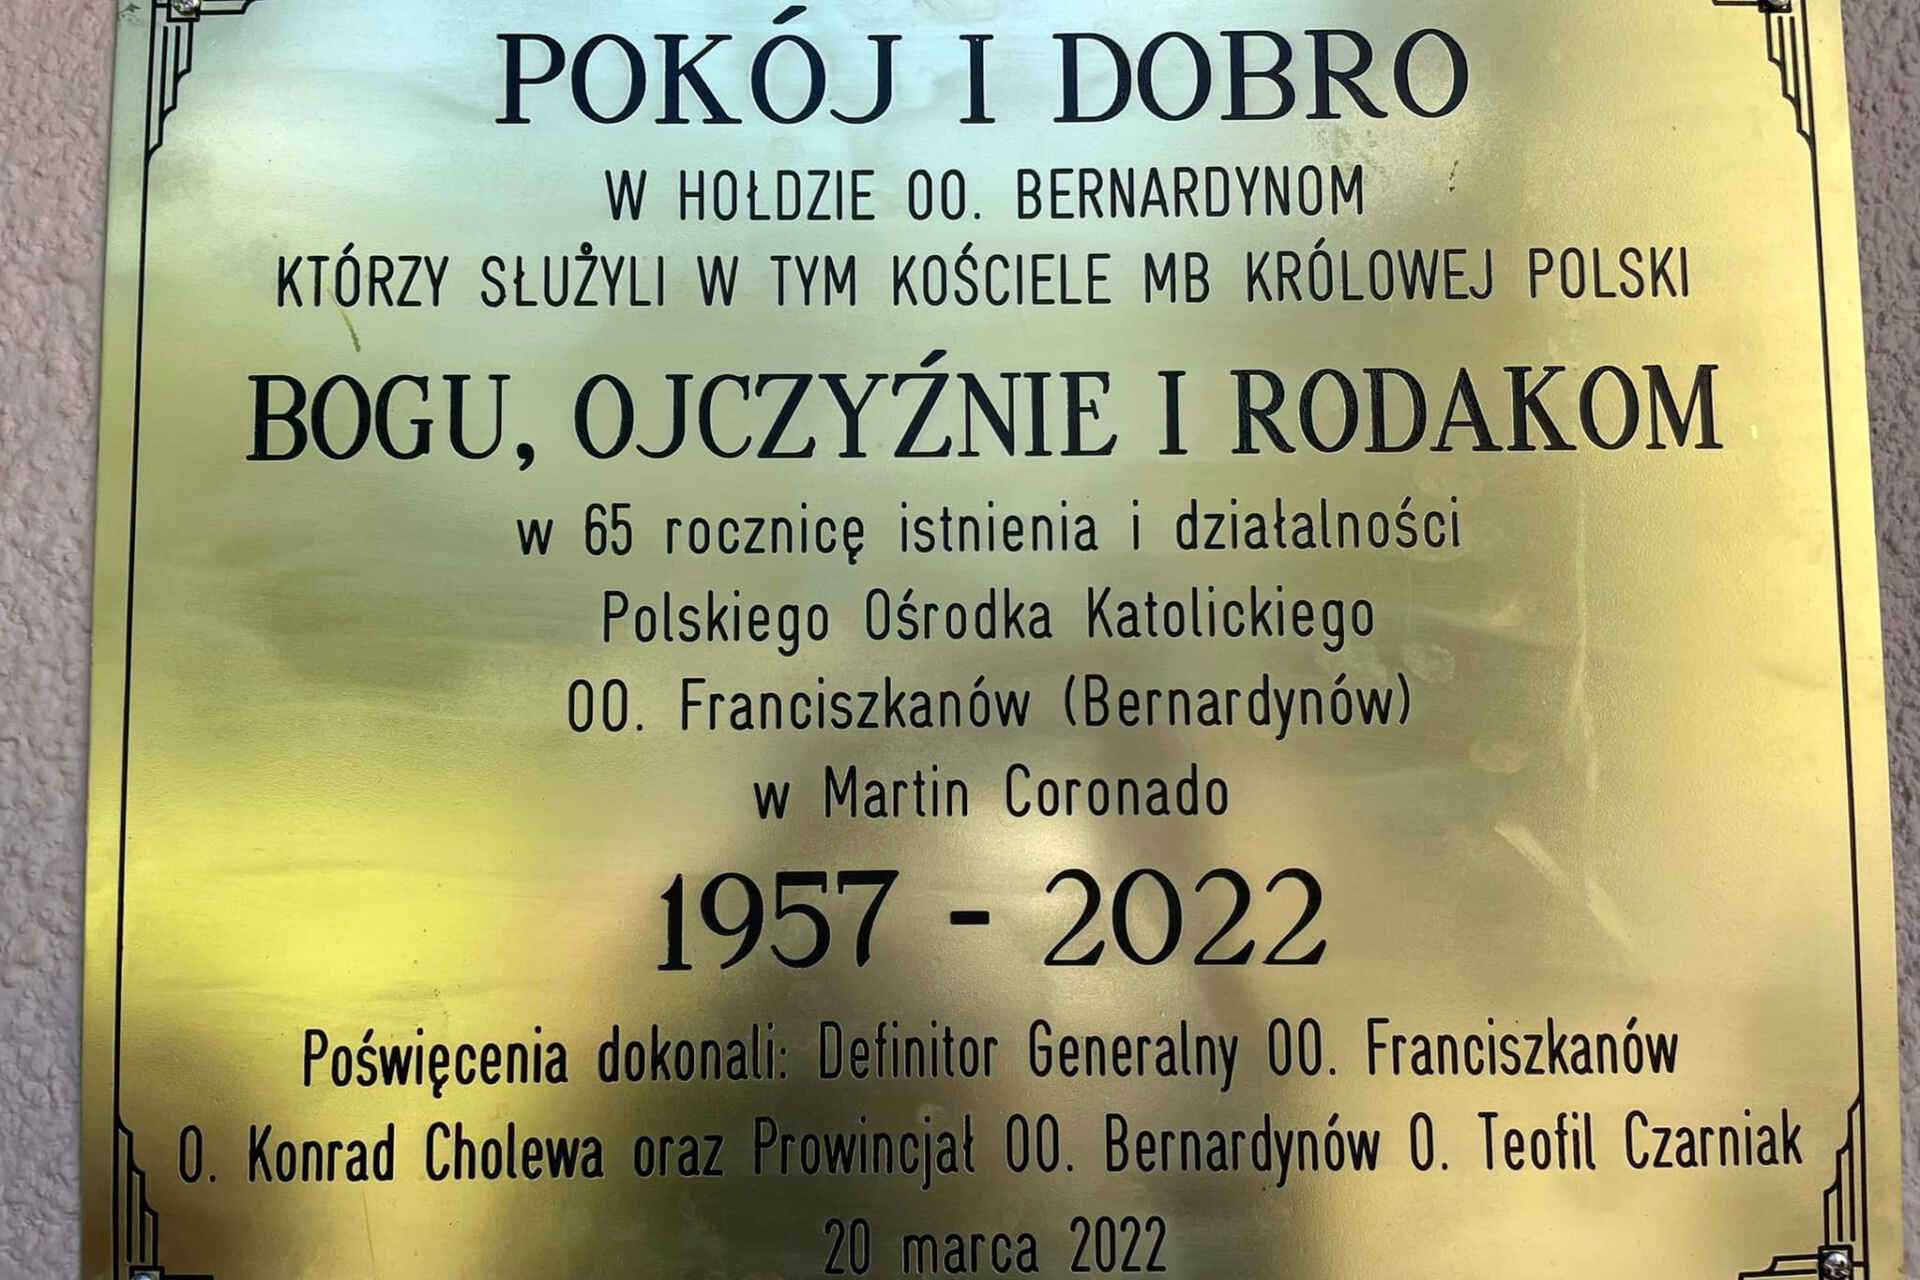 POKÓJ I DOBRO
W HOŁDZIE OO. BERNARDYNOM
KTÓRZY SŁUŻYLI W TYM KOŚCIELE MB KRÓLOWEJ POLSKI
BOGU, OJCZYŹNIE I RODAKOM
w 65 rocznicę istnienia i działalności
Polskiego Ośrodka Katolickiego
OO. Franciszkanów (Bernardynów)
w Martin Coronado
1957 - 2022
Poświęcenia dokonali: Definitor Generalny OO. Franciszkanów
O. Konrad Cholewa oraz Prowincjał OO. Bernardynów O. Teofil Czarniak
20 marca 2022